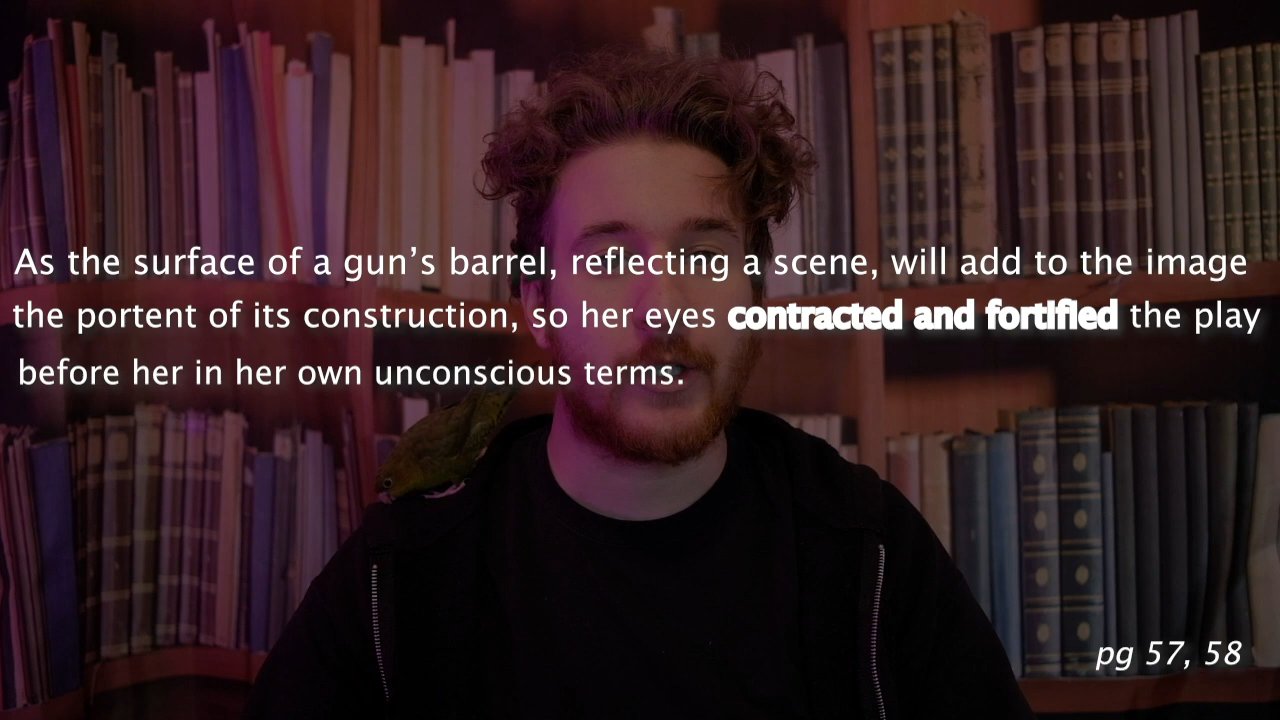 As the surface of a gun’s barrel, reflecting a scene, will add to the image
the portent of its construction, so her eyes contracted and fortified the play
before her in her own unconscious terms.
pg 57, 58